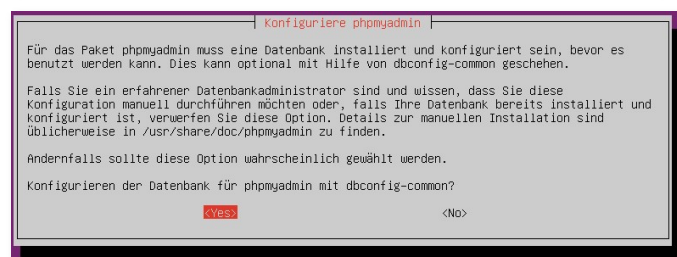 Konfiguriere phpmyadmin
Für das Paket phpmyadmin muss eine Datenbank installiert und konfiguriert sein, bevor es
benutzt werden kann. Dies kann optional mit Hilfe von dbconfig-common geschehen.
Falls Sie ein erfahrener Datenbankadministrator sind und wissen, dass Sie diese
Konfiguration manuell durchführen möchten oder, falls Ihre Datenbank bereits installiert und
konfiguriert ist, verwerfen Sie diese Option. Details zur manuellen Installation sind
üblicherweise in /usr/share/doc/phpmyadmin zu finden.
Andernfalls sollte diese Option wahrscheinlich gewählt werden.
Konfigurieren der Datenbank für phpmyadmin mit dbconfig-common?
<Yes> <No>